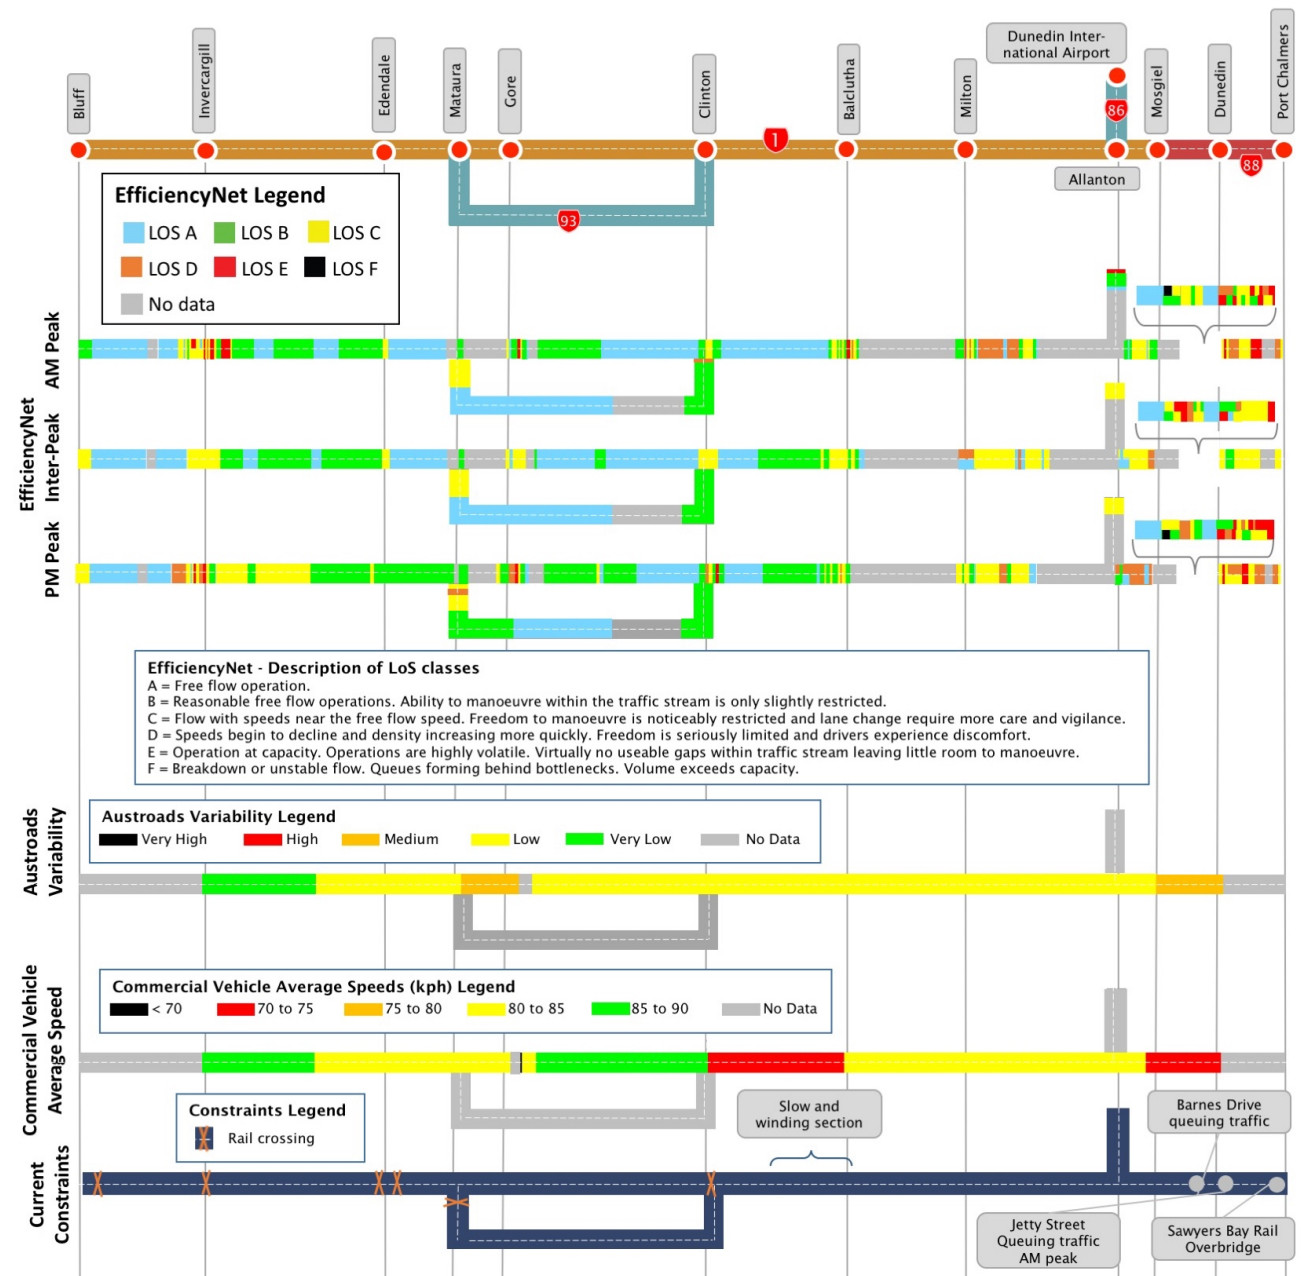 Bluff
Invercargill
Edendale
Mataura
Gore
Clinton
Balclutha
Milton
Dunedin Inter-
national Airport
Mosgiel
Dunedin
Port Chalmers
86
1
88
Allanton
93
EfficiencyNet Legend
LOS A
LOS B
LOS C
LOS D
LOS E
LOS F
No data
EfficiencyNet
AM Peak
Inter-Peak
PM Peak
EfficiencyNet - Description of LoS classes
A = Free flow operation.
B = Reasonable free flow operations. Ability to manoeuvre within the traffic stream is only slightly restricted.
C = Flow with speeds near the free flow speed. Freedom to manoeuvre is noticeably restricted and lane change require more care and vigilance.
D = Speeds begin to decline and density increasing more quickly. Freedom is seriously limited and drivers experience discomfort.
E = Operation at capacity. Operations are highly volatile. Virtually no useable gaps within traffic stream leaving little room to manoeuvre.
F = Breakdown or unstable flow. Queues forming behind bottlenecks. Volume exceeds capacity.
Austroads
Variability
Austroads Variability Legend
Very High
High
Medium
Low
Very Low
No Data
Commercial Vehicle
Average Speed
Commercial Vehicle Average Speeds (kph) Legend
< 70
70 to 75
75 to 80
80 to 85
85 to 90
No Data
Constraints Legend
Rail crossing
Slow and
winding section
Barnes Drive
queuing traffic
Current
Constraints
Jetty Street
Queuing traffic
AM peak
Sawyers Bay Rail
Overbridge